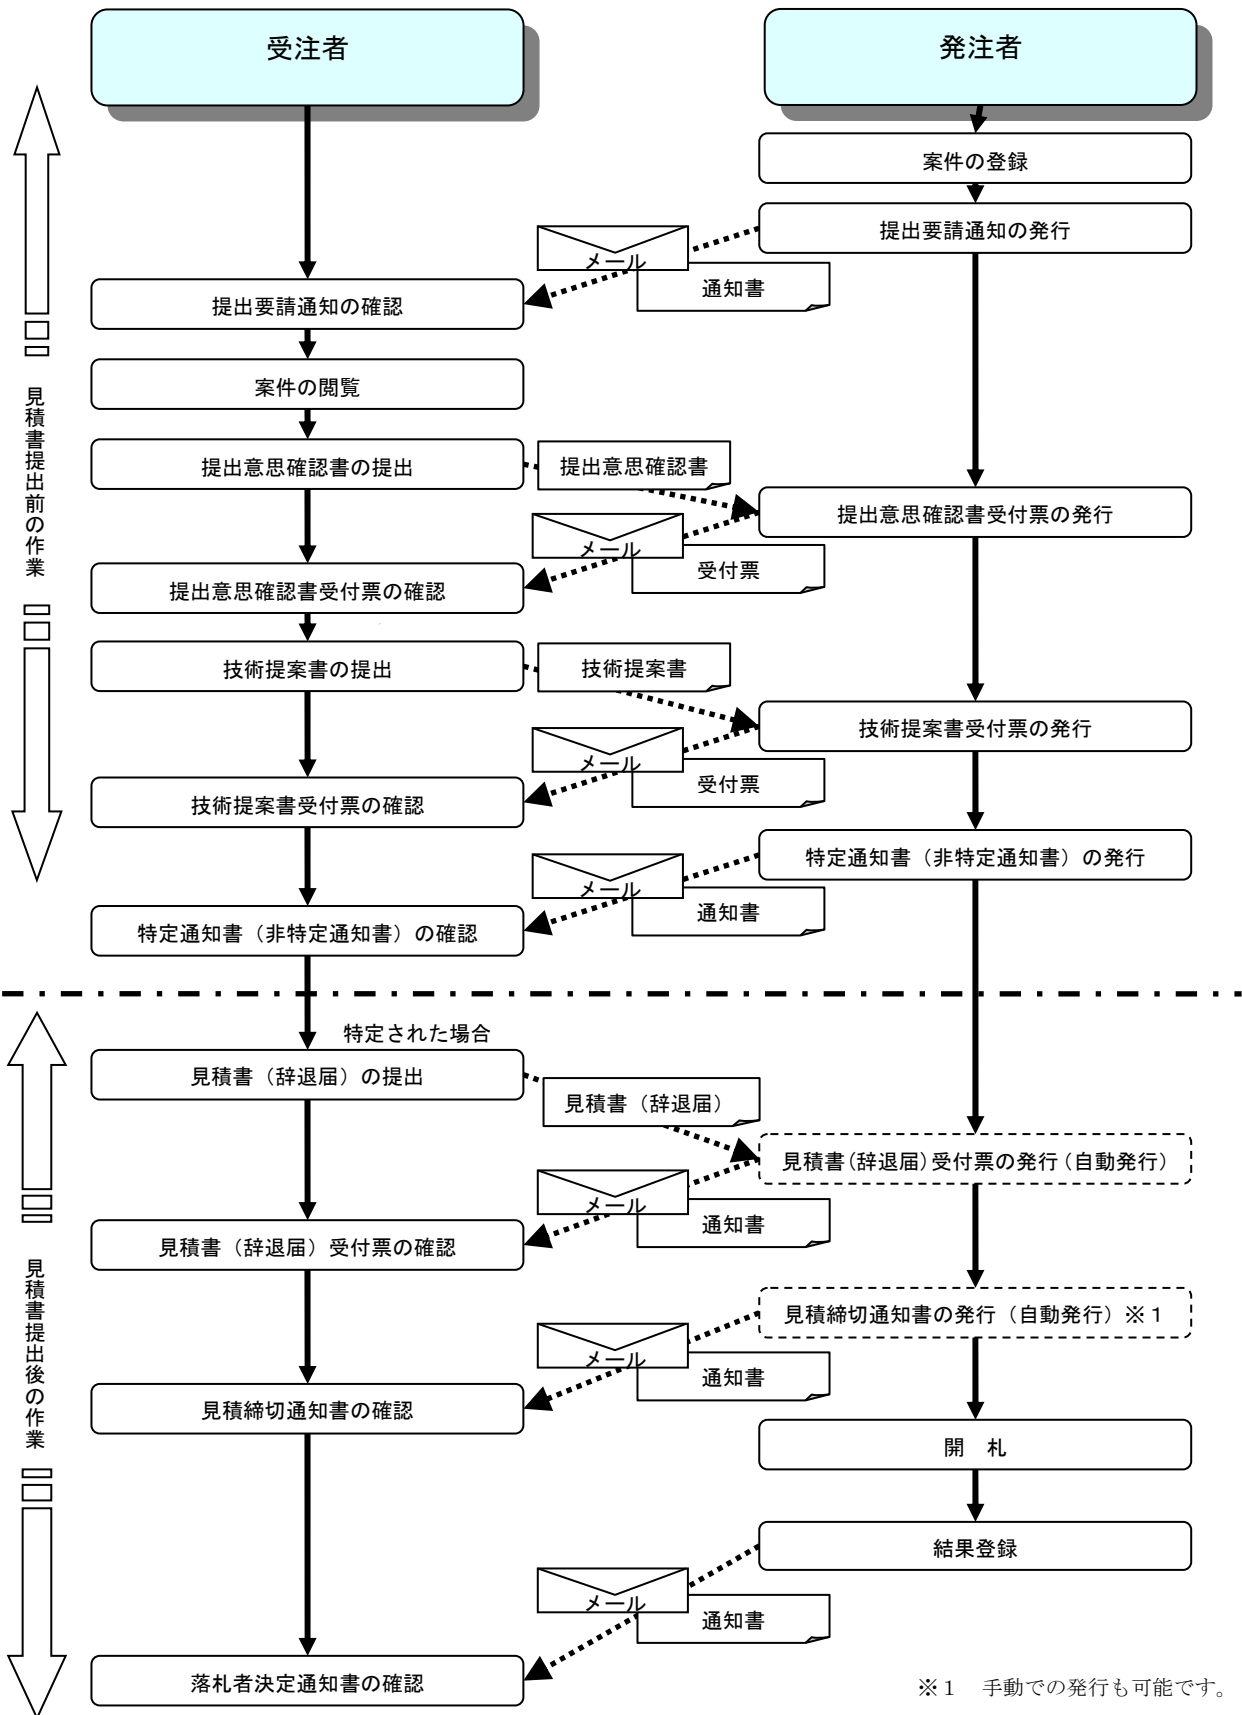 受注者
発注者
案件の登録
提出要請通知の発行
メール
通知書
提出要請通知の確認
案件の閲覧
見積書提出前の作業
提出意思確認書の提出
提出意思確認書
提出意思確認書受付票の発行
メール
受付票
提出意思確認書受付票の確認
技術提案書の提出
技術提案書
技術提案書受付票の発行
メール
受付票
技術提案書受付票の確認
特定通知書（非特定通知書）の発行
メール
通知書
特定通知書（非特定通知書）の確認
特定された場合
見積書（辞退届）の提出
見積書（辞退届）
見積書(辞退届)受付票の発行(自動発行)
メール
通知書
見積書（辞退届）受付票の確認
見積書提出後の作業
見積締切通知書の発行（自動発行）※１
メール
通知書
見積締切通知書の確認
開　札
結果登録
メール
通知書
落札者決定通知書の確認
※１　手動での発行も可能です。